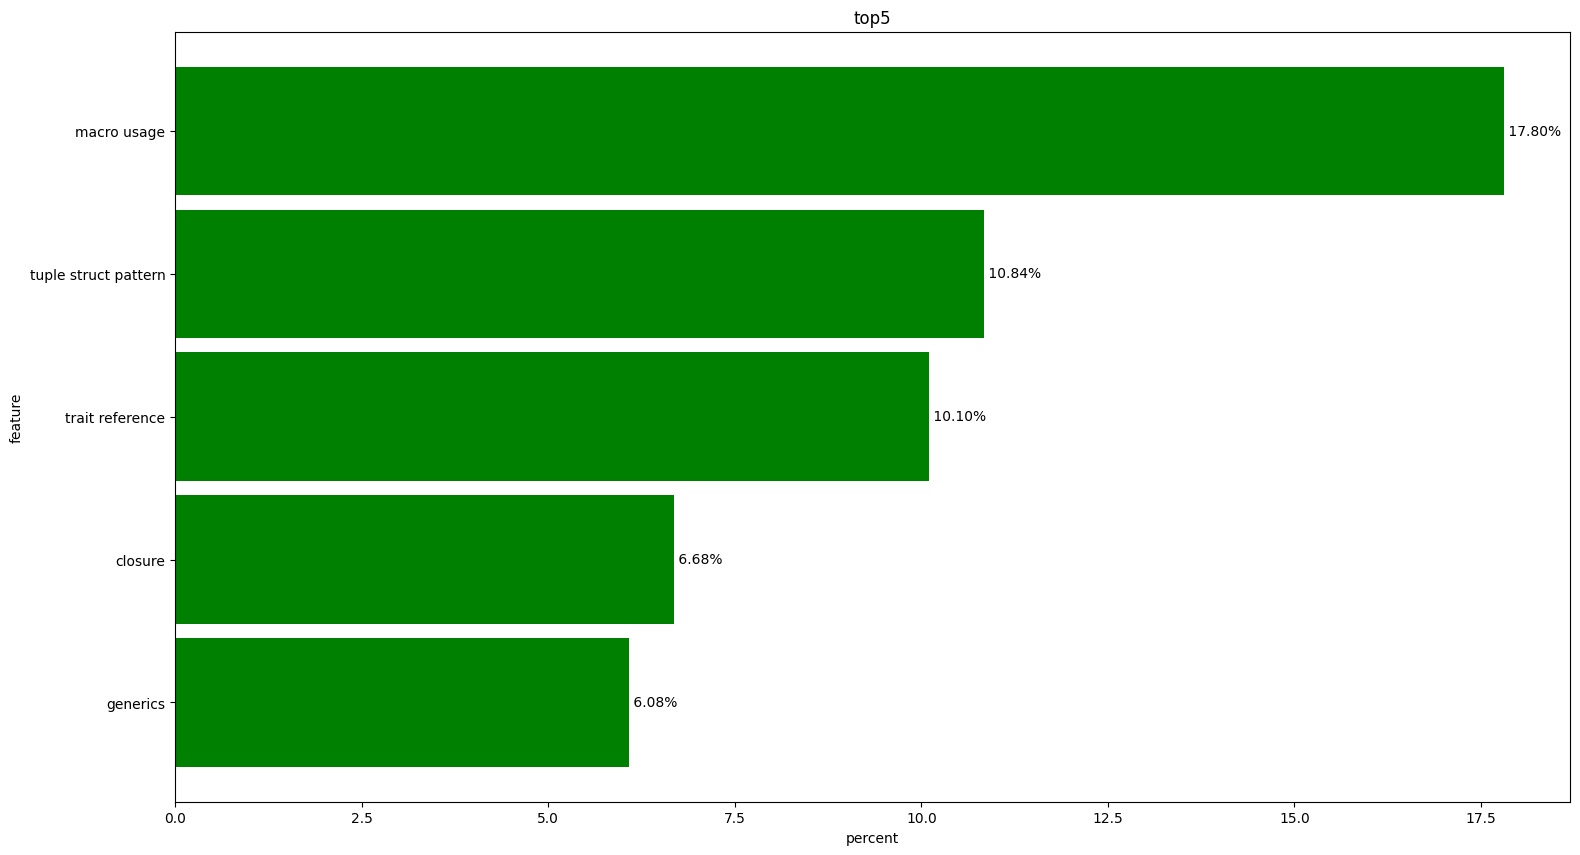 top5
feature
macro usage
17.80%
tuple struct pattern
10.84%
trait reference
10.10%
closure
6.68%
generics
6.08%
0.0 2.5 5.0 7.5 10.0 12.5 15.0 17.5
percent